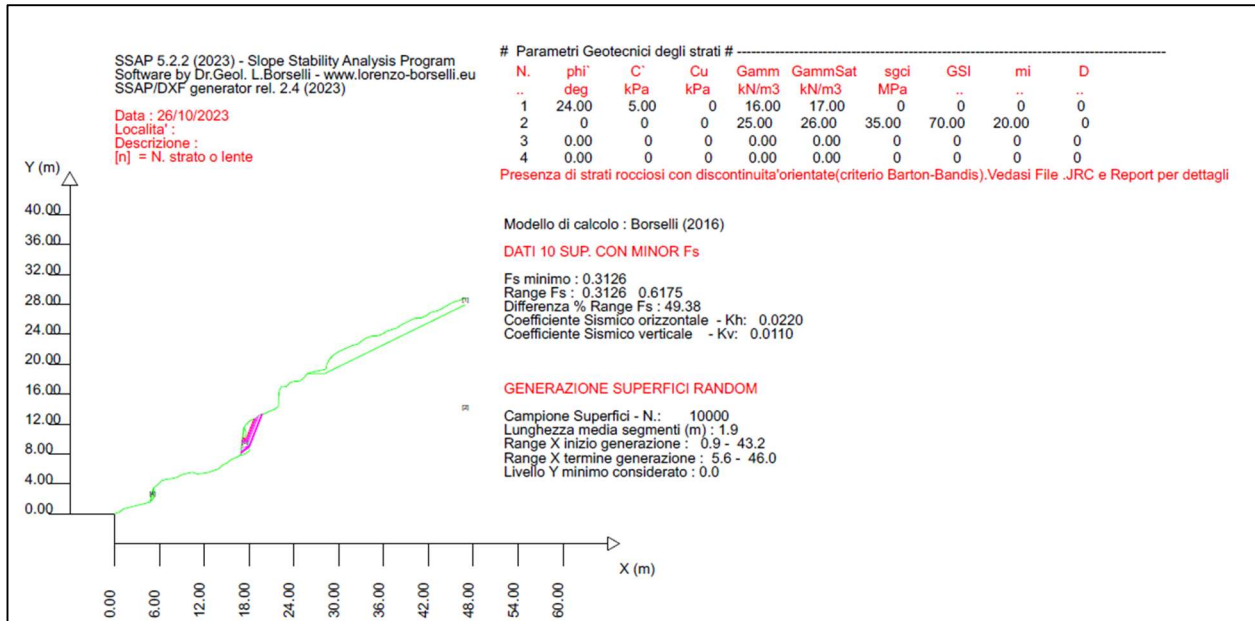 SSAP 5.2.2 (2023) - Slope Stability Analysis Program
Software by Dr.Geol. L.Borselli - www.lorenzo-borselli.eu
SSAP/DXF generator rel. 2.4 (2023)
Data : 26/10/2023
Localita' :
Descrizione :
[n] = N. strato o lente
# Parametri Geotecnici degli strati # -----------------------------------------------------------------------
N. phi` C` Cu Gamm GammSat sgci GSI mi D
.. deg kPa kPa kN/m3 kN/m3 MPa .. .. ..
1 24.00 5.00 0 16.00 17.00 0 0 0 0
2 0 0 0 25.00 26.00 35.00 70.00 20.00 0
3 0.00 0 0 0.00 0.00 0 0 0 0
4 0.00 0 0 0.00 0.00 0 0 0 0
Presenza di strati rocciosi con discontinuita'orientate(criterio Barton-Bandis).Vedasi File .JRC e Report per dettagli
Modello di calcolo : Borselli (2016)
DATI 10 SUP. CON MINOR Fs
Fs minimo : 0.3126
Range Fs : 0.3126 0.6175
Differenza % Range Fs : 49.38
Coefficiente Sismico orizzontale - Kh: 0.0220
Coefficiente Sismico verticale - Kv: 0.0110
GENERAZIONE SUPERFICI RANDOM
Campione Superfici - N.: 10000
Lunghezza media segmenti (m) : 1.9
Range X inizio generazione : 0.9 - 43.2
Range X termine generazione : 5.6 - 46.0
Livello Y minimo considerato : 0.0
Y (m)
40.00
36.00
32.00
28.00
24.00
20.00
16.00
12.00
8.00
4.00
0.00
X (m)
0.00
6.00
12.00
18.00
24.00
30.00
36.00
42.00
48.00
54.00
60.00